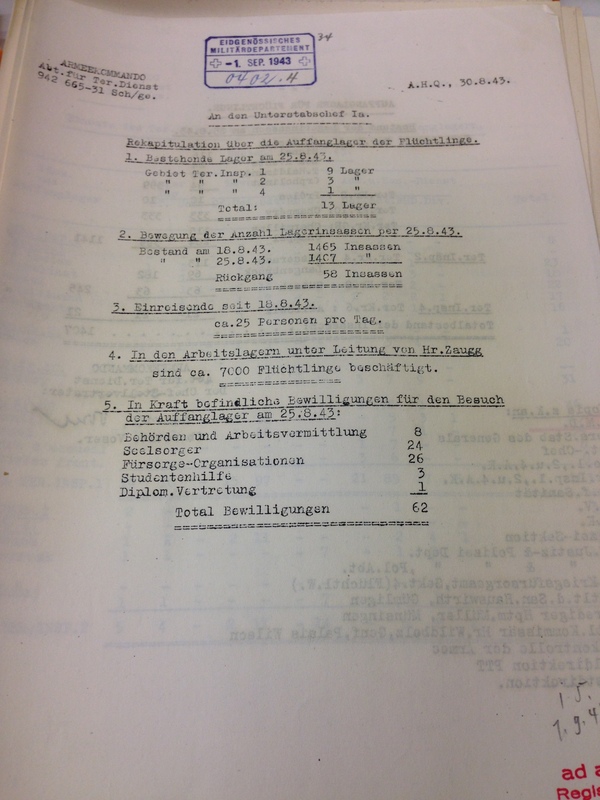 EIDGENÖSSISCHES
MILITÄRDEPARTEMENT
-1. SEP. 1943
0402.4
34
ARMEEKOMMANDO
Abt.für Ter.Dienst
942 665-31 Sch/ge.
A.H.Q., 30.8.43.
An den Unterstabschef Ia.
Rekapitulation über die Auffanglager der Flüchtlinge.
1. Bestehende Lager am 25.8.43.
Gebiet Ter.Insp. 1 9 Lager
" " " 2 3 "
" " " 4 1 "
Total: 13 Lager
2. Bewegung der Anzahl Lagerinsassen per 25.8.43.
Bestand am 18.8.43. 1465 Insassen
" " 25.8.43. 1407 "
Rückgang 58 Insassen
3. Einreisende seit 18.8.43.
ca.25 Personen pro Tag.
4. In den Arbeitslagern unter Leitung von Hr.Zaugg
sind ca. 7000 Flüchtlinge beschäftigt.
5. In Kraft befindliche Bewilligungen für den Besuch
der Auffanglager am 25.8.43:
Behörden und Arbeitsvermittlung 8
Seelsorger 24
Fürsorge-Organisationen 26
Studentenhilfe 3
Diplom.Vertretung 1
Total Bewilligungen 62
ad a
Regis